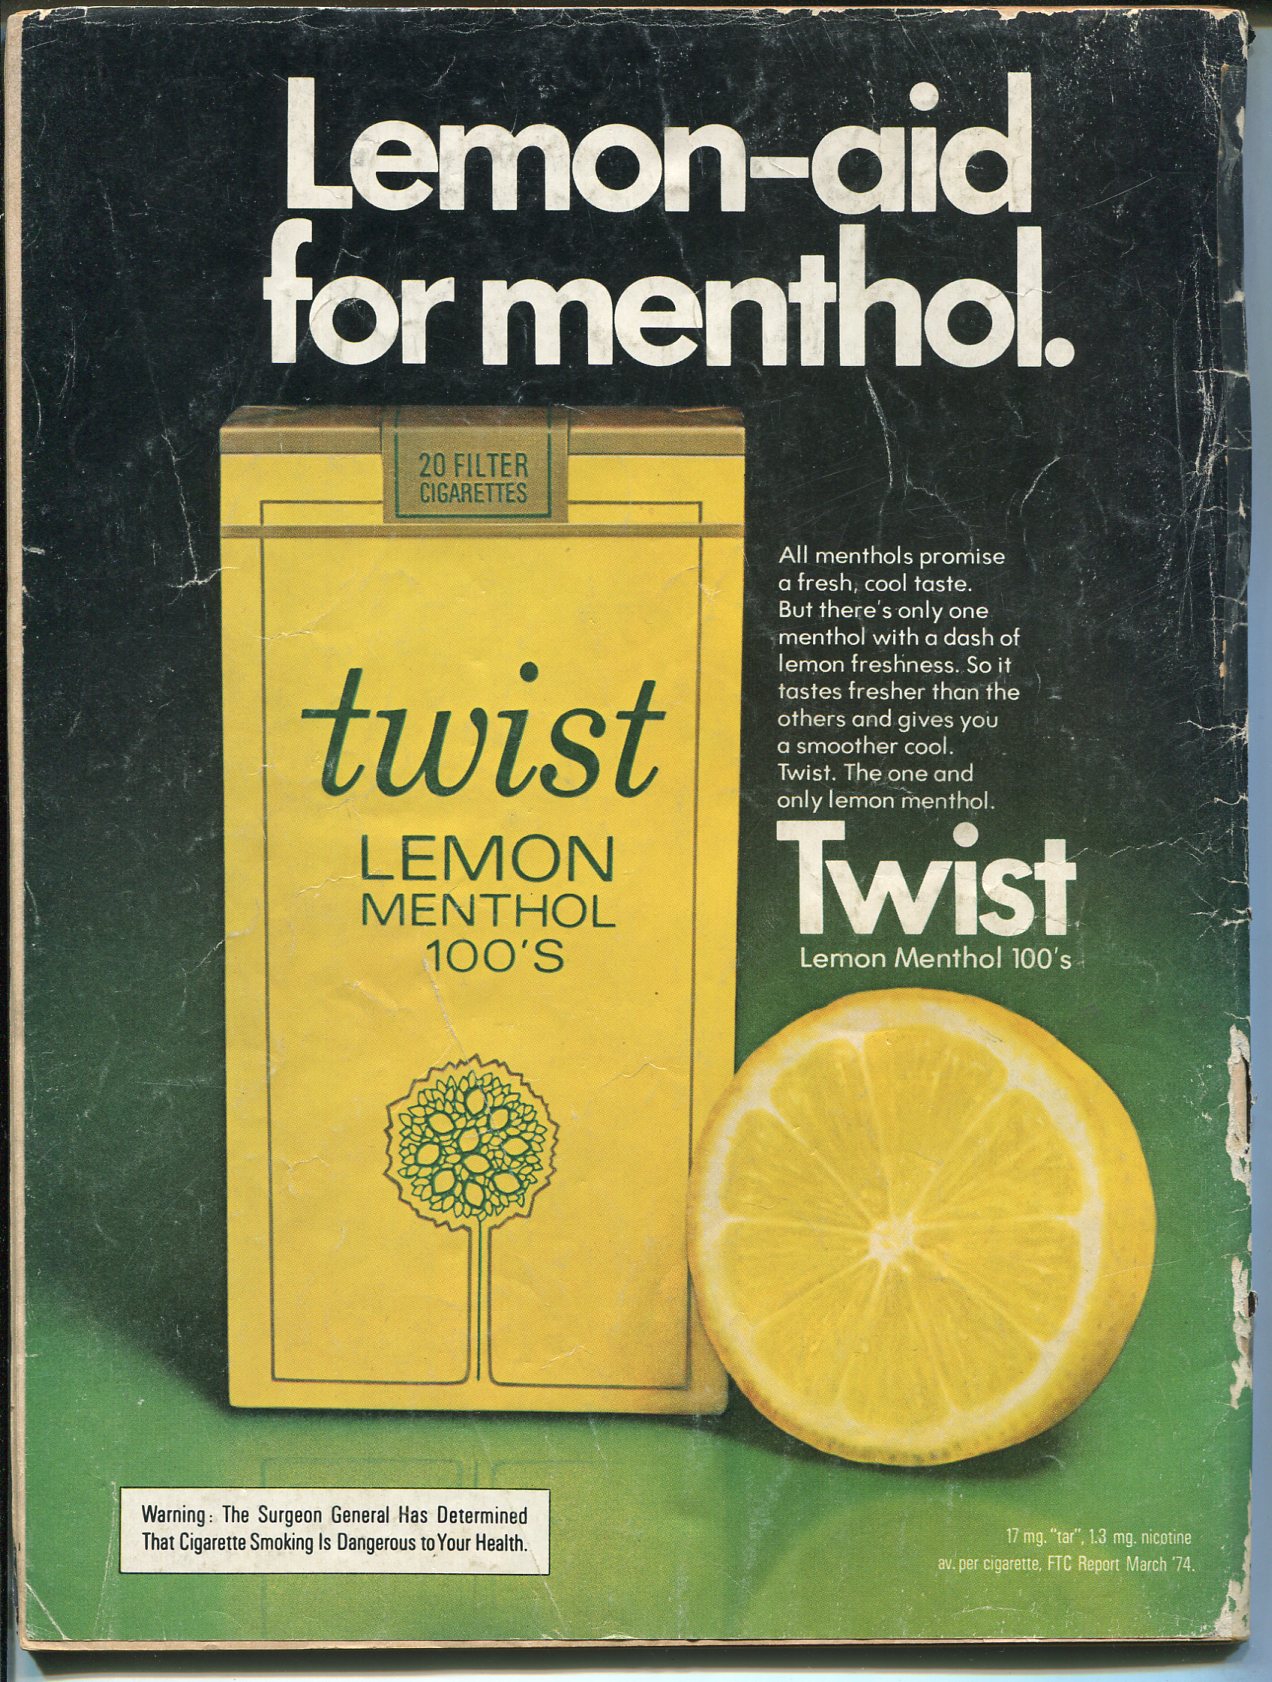 Lemon-aid
for menthol.
20 FILTER
CIGARETTES
twist
LEMON
MENTHOL
100'S
All menthols promise
a fresh, cool taste.
But there's only one
menthol with a dash of
lemon freshness. So it
tastes fresher than the
others and gives you
a smoother cool.
Twist. The one and
only lemon menthol.
Twist
Lemon Menthol 100's
Warning: The Surgeon General Has Determined
That Cigarette Smoking Is Dangerous to Your Health.
17 mg. "tar", 1.3 mg. nicotine
av. per cigarette, FTC Report March '74.